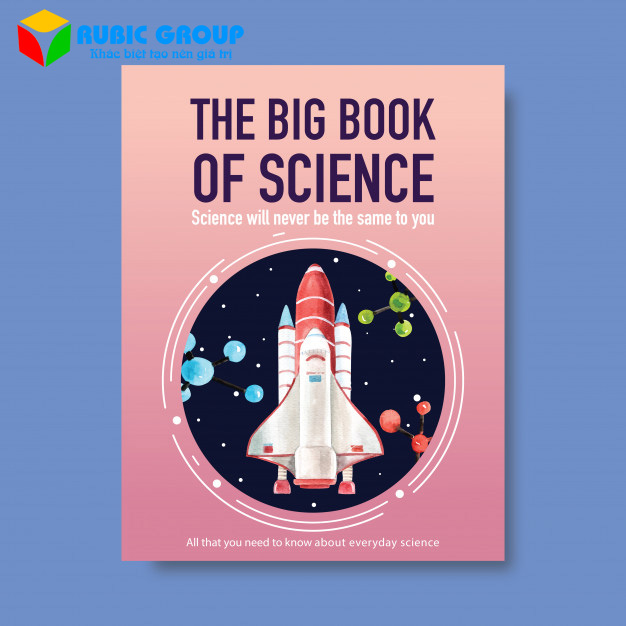 RUBIC GROUP
Khác biệt tạo nên giá trị
THE BIG BOOK
OF SCIENCE
Science will never be the same to you
All that you need to know about everyday science